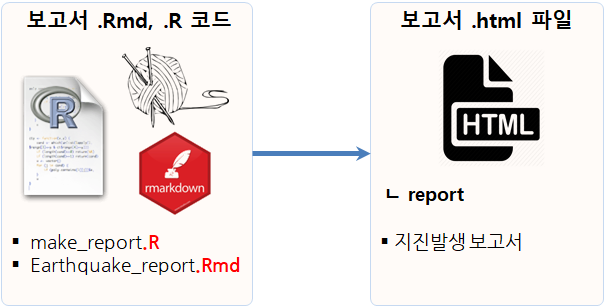 보고서 .Rmd, .R 코드
R
rmarkdown
▪ make_report.R
▪ Earthquake_report.Rmd
보고서 .html 파일
HTML
ㄴ report
▪ 지진발생 보고서